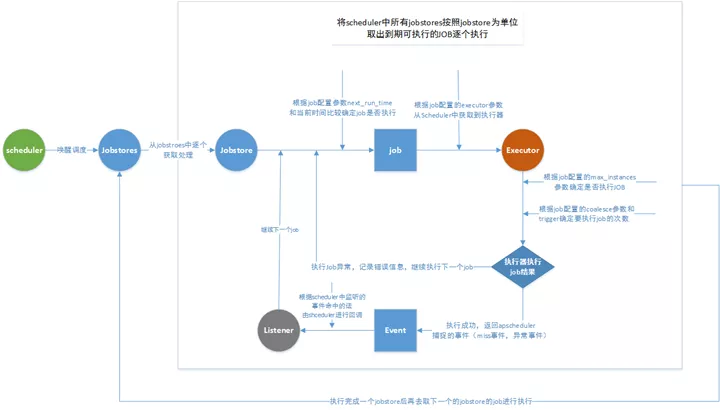 将scheduler中所有jobstores按照jobstore为单位
取出到期可执行的JOB逐个执行
根据job配置参数next_run_time
和当前时间比较确定job是否执行
根据job配置的executor参数
从Scheduler中获取到执行器
scheduler
唤醒调度
Jobstores
从jobstroes中逐个
获取处理
Jobstore
job
Executor
根据job配置的max_instances
参数确定是否执行JOB
根据job配置的coalesce参数和
trigger确定要执行job的次数
继续下一个job
执行Job异常，记录错误信息，继续执行下一个job
执行器执行
job结果
根据scheduler中监听的
事件命中的话
由shceduler进行回调
Listener
Event
执行成功，返回apscheduler
捕捉的事件（miss事件，异常事件）
执行完成一个jobstore后再去取下一个的jobstore的job进行执行